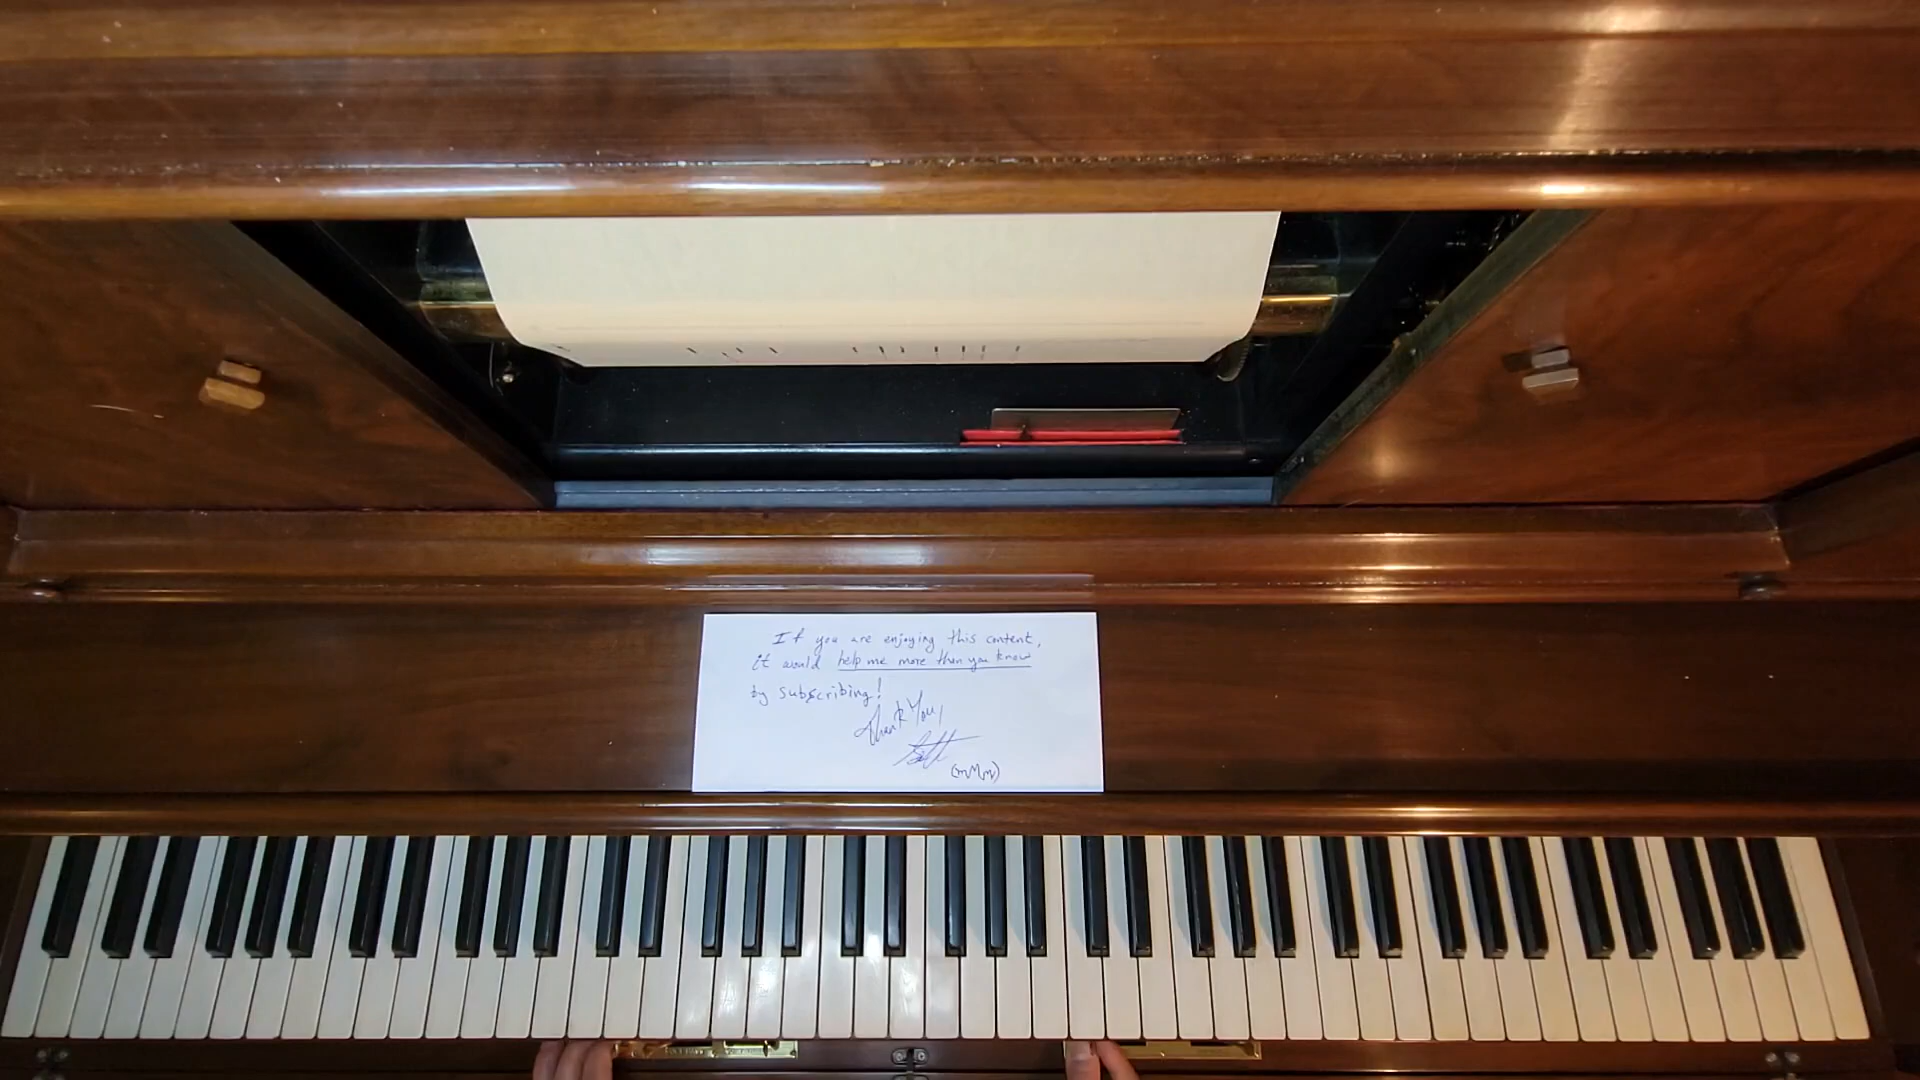 If you are enjoying this content,
it would help me more than you know
by subscribing!
Thank You,
Seth
(mMm)